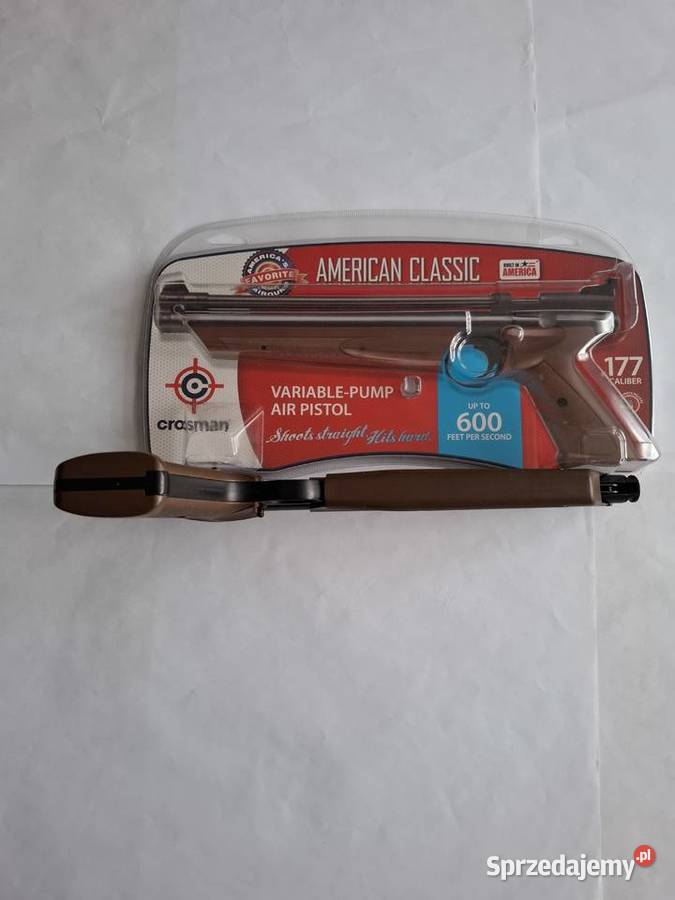 AMERICA'S
FAVORITE
AIRGUN
AMERICAN CLASSIC
BUILT IN
AMERICA
177
CALIBER
crosman
VARIABLE-PUMP
AIR PISTOL
Shoots straight. Hits hard.
UP TO
600
FEET PER SECOND
Sprzedajemy.pl